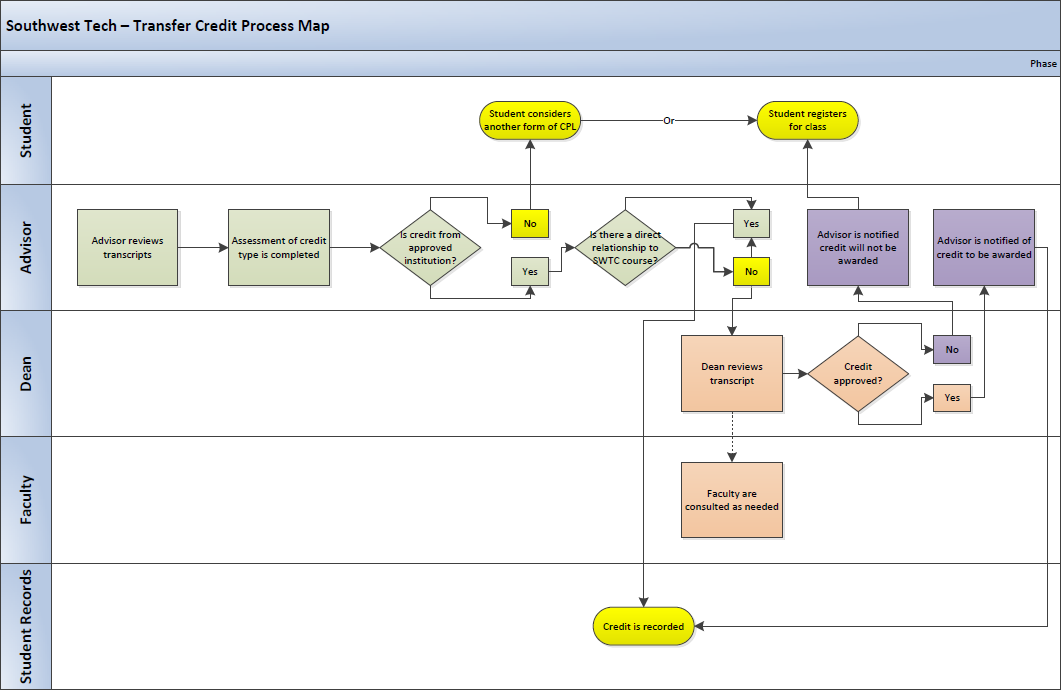 Southwest Tech – Transfer Credit Process Map
Phase
Student
Student considers
another form of CPL
Or
Student registers
for class
Advisor
Advisor reviews
transcripts
Assessment of credit
type is completed
Is credit from
approved
institution?
No
Yes
Is there a direct
relationship to
SWTC course?
Yes
No
Advisor is notified
credit will not be
awarded
Advisor is notified of
credit to be awarded
Dean
Dean reviews
transcript
Credit
approved?
No
Yes
Faculty
Faculty are
consulted as needed
Student Records
Credit is recorded